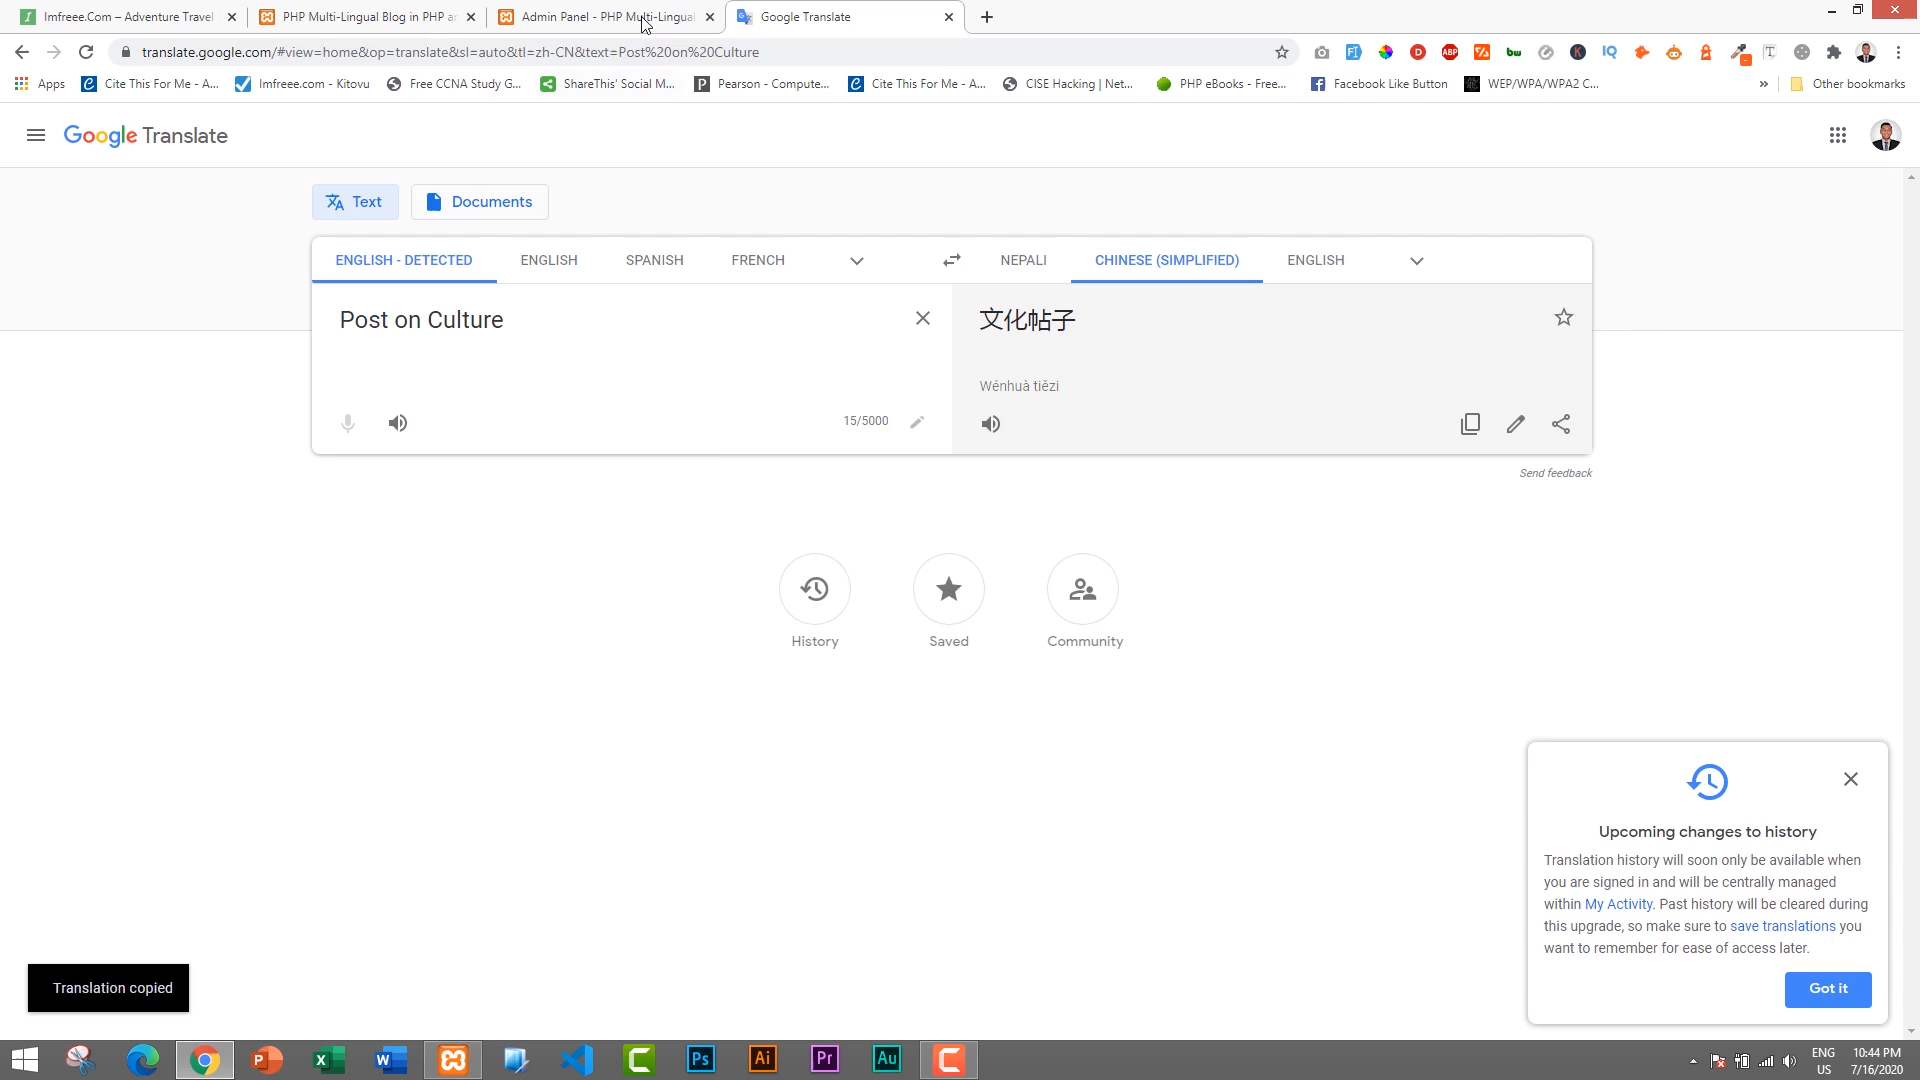 Imfreee.Com – Adventure Travel
PHP Multi-Lingual Blog in PHP an
Admin Panel - PHP Multi-Lingual
Google Translate
translate.google.com/#view=home&op=translate&sl=auto&tl=zh-CN&text=Post%20on%20Culture
Apps
Cite This For Me - A...
Imfreee.com - Kitovu
Free CCNA Study G...
ShareThis' Social M...
Pearson - Compute...
Cite This For Me - A...
CISE Hacking | Net...
PHP eBooks - Free...
Facebook Like Button
WEP/WPA/WPA2 C...
»
Other bookmarks
Google Translate
Text
Documents
ENGLISH - DETECTED
ENGLISH
SPANISH
FRENCH
NEPALI
CHINESE (SIMPLIFIED)
ENGLISH
Post on Culture
文化帖子
Wénhuà tiězi
15/5000
Send feedback
History
Saved
Community
Upcoming changes to history
Translation history will soon only be available when
you are signed in and will be centrally managed
within My Activity. Past history will be cleared during
this upgrade, so make sure to save translations you
want to remember for ease of access later.
Got it
Translation copied
ENG
US
10:44 PM
7/16/2020